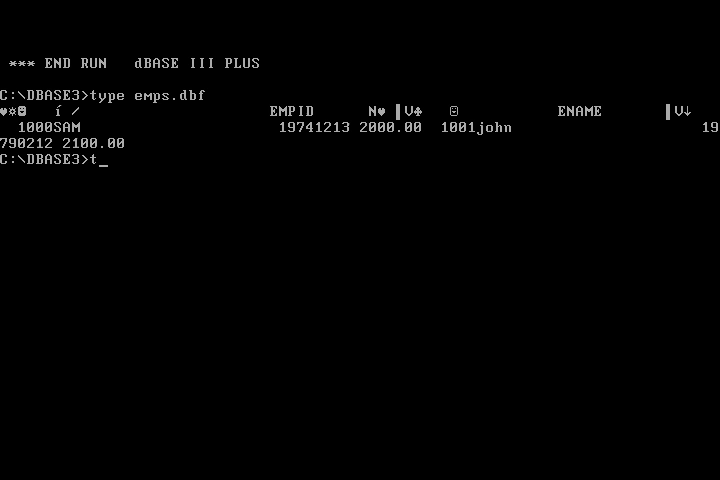 *** END RUN   dBASE III PLUS
C:\DBASE3>type emps.dbf
♥☼◘   í /                     EMPID      N♥ ▐V♣   ☺           ENAME       ▐V↓
  1000SAM                      19741213 2000.00  1001john                     19
790212 2100.00
C:\DBASE3>t_